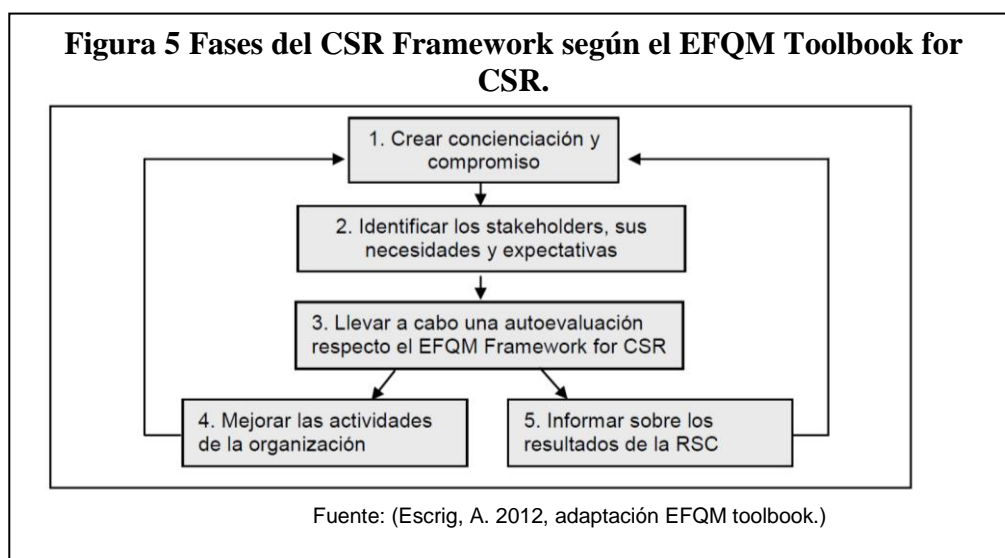 Figura 5 Fases del CSR Framework según el EFQM Toolbook for
CSR.
1. Crear concienciación y
compromiso
2. Identificar los stakeholders, sus
necesidades y expectativas
3. Llevar a cabo una autoevaluación
respecto el EFQM Framework for CSR
4. Mejorar las actividades
de la organización
5. Informar sobre los
resultados de la RSC
Fuente: (Escrig, A. 2012, adaptación EFQM toolbook.)